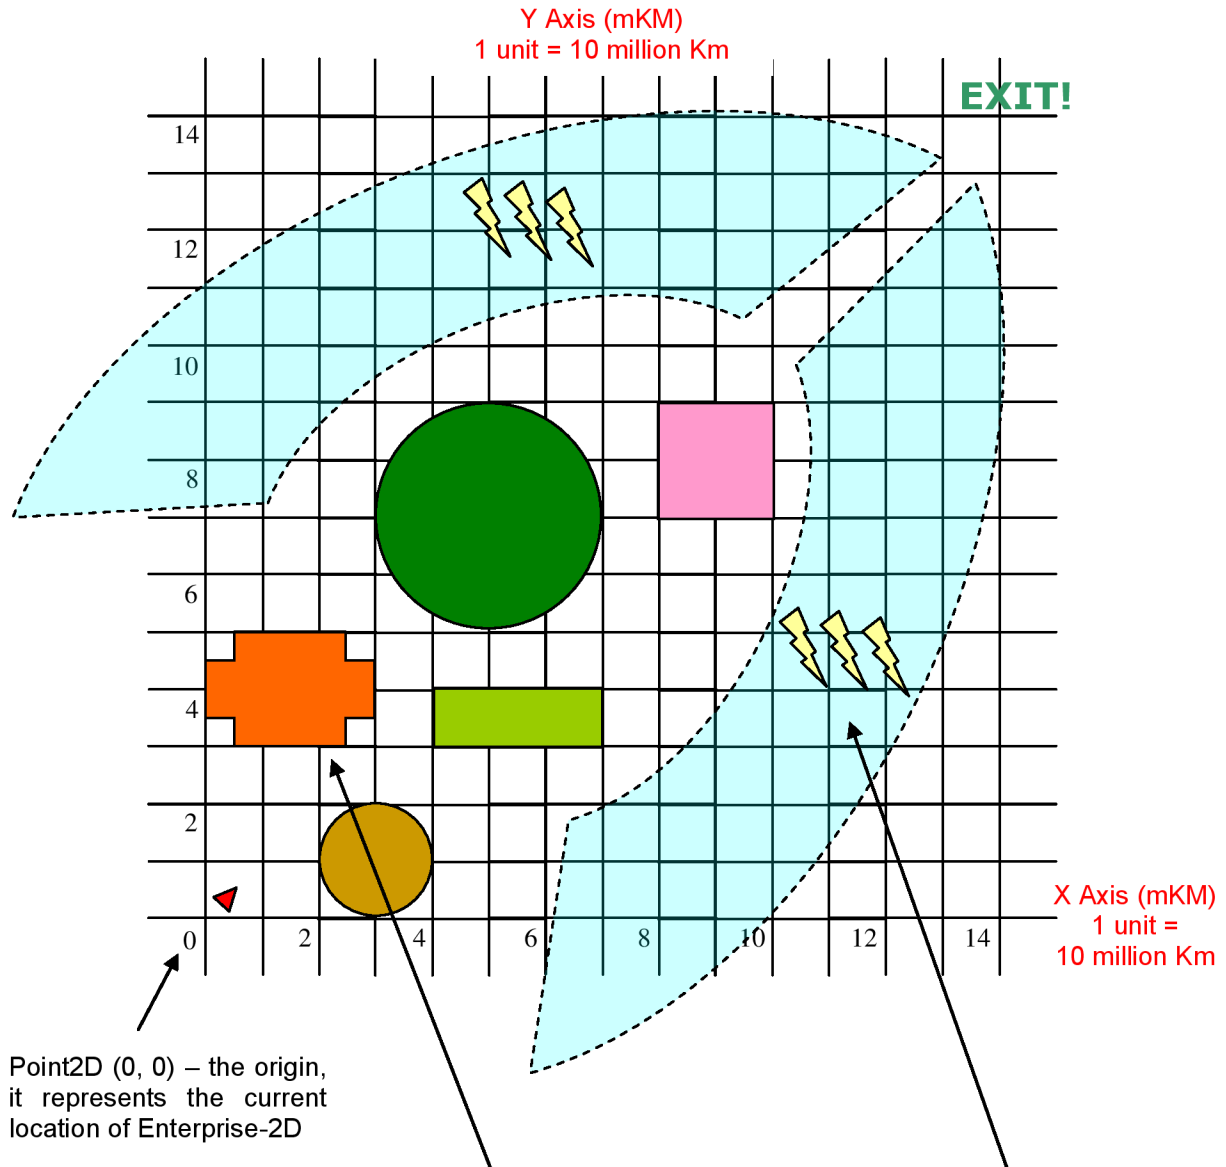 Y Axis (mKM)
1 unit = 10 million Km
EXIT!
14
12
10
8
6
4
2
0
2
4
6
8
10
12
14
X Axis (mKM)
1 unit =
10 million Km
Point2D (0, 0) – the origin,
it represents the current
location of Enterprise-2D